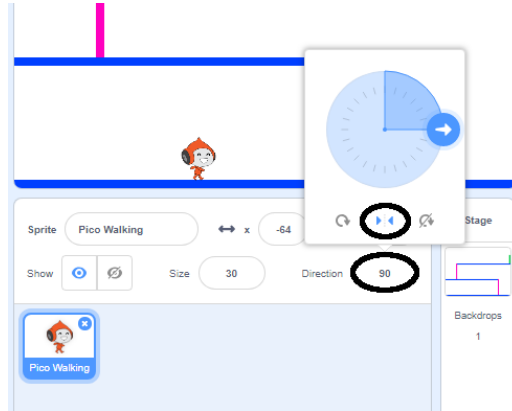 Sprite Pico Walking x -64 Stage
Show Size 30 Direction 90
Backdrops
1
Pico Walking